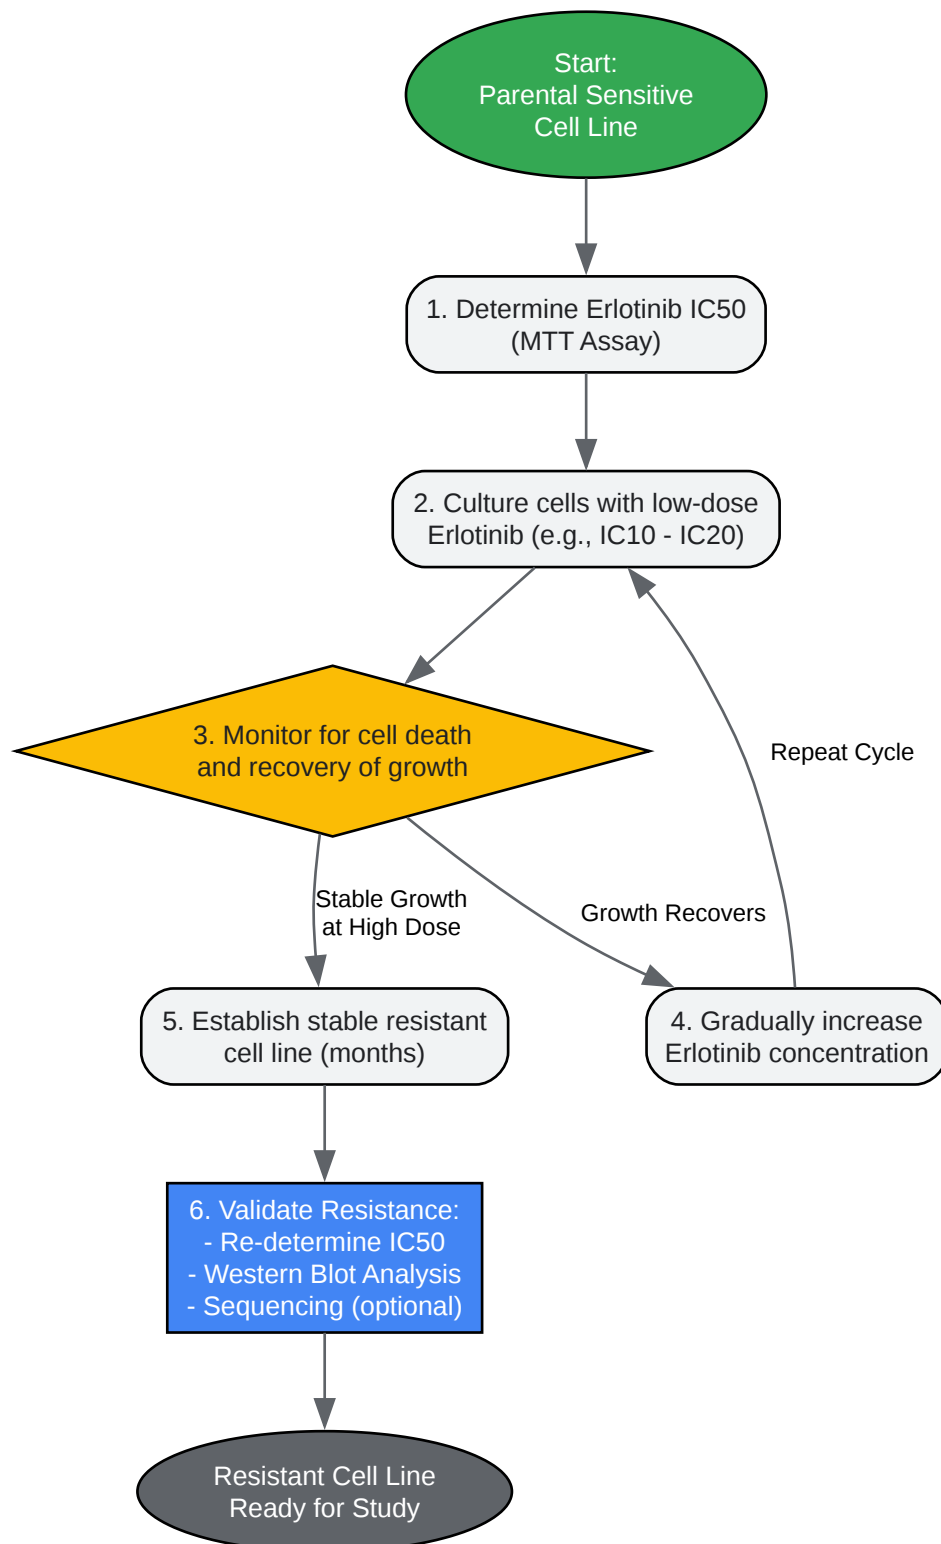 Start:
Parental Sensitive
Cell Line
1. Determine Erlotinib IC50
(MTT Assay)
2. Culture cells with low-dose
Erlotinib (e.g., IC10 - IC20)
3. Monitor for cell death
and recovery of growth
Repeat Cycle
Stable Growth
at High Dose
Growth Recovers
5. Establish stable resistant
cell line (months)
4. Gradually increase
Erlotinib concentration
6. Validate Resistance:
- Re-determine IC50
- Western Blot Analysis
- Sequencing (optional)
Resistant Cell Line
Ready for Study